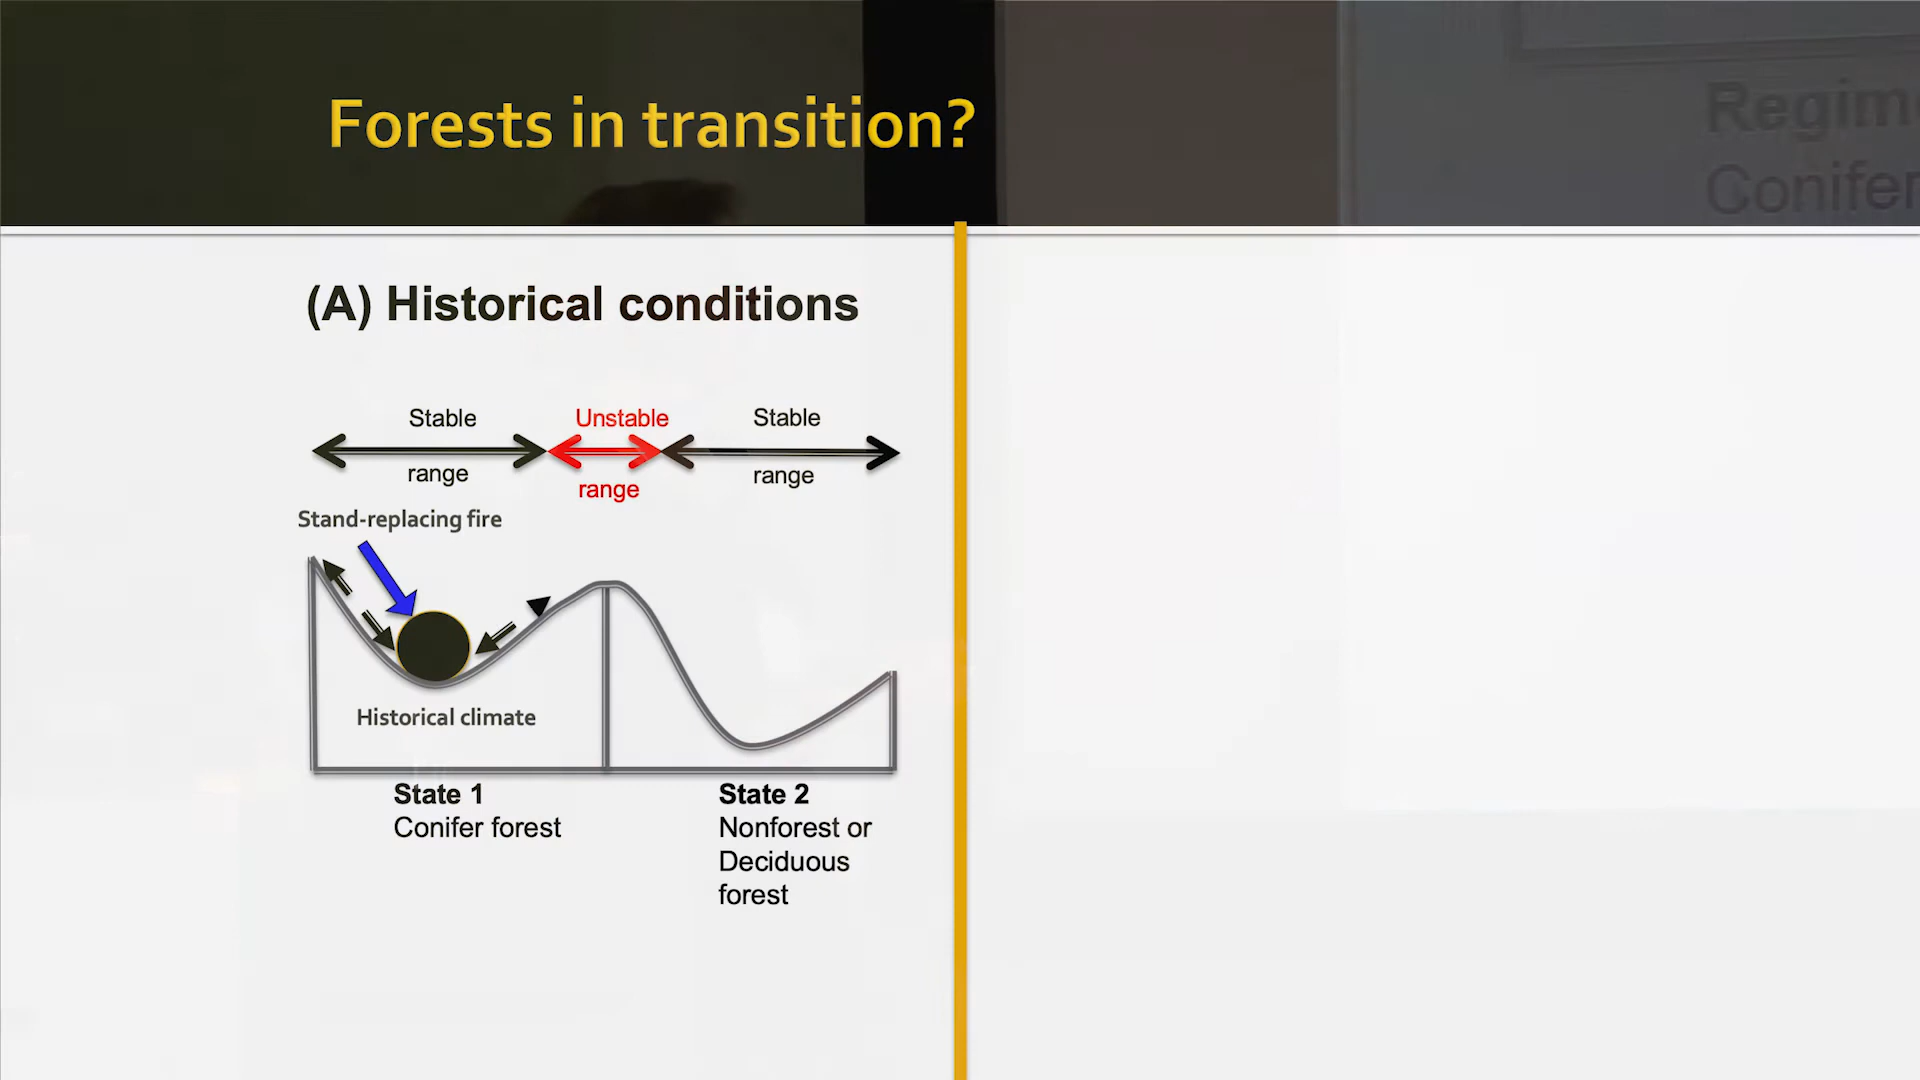 Forests in transition?
Regim
Conifer
(A) Historical conditions
Stable
range
Unstable
range
Stable
range
Stand-replacing fire
Historical climate
State 1
Conifer forest
State 2
Nonforest or
Deciduous
forest